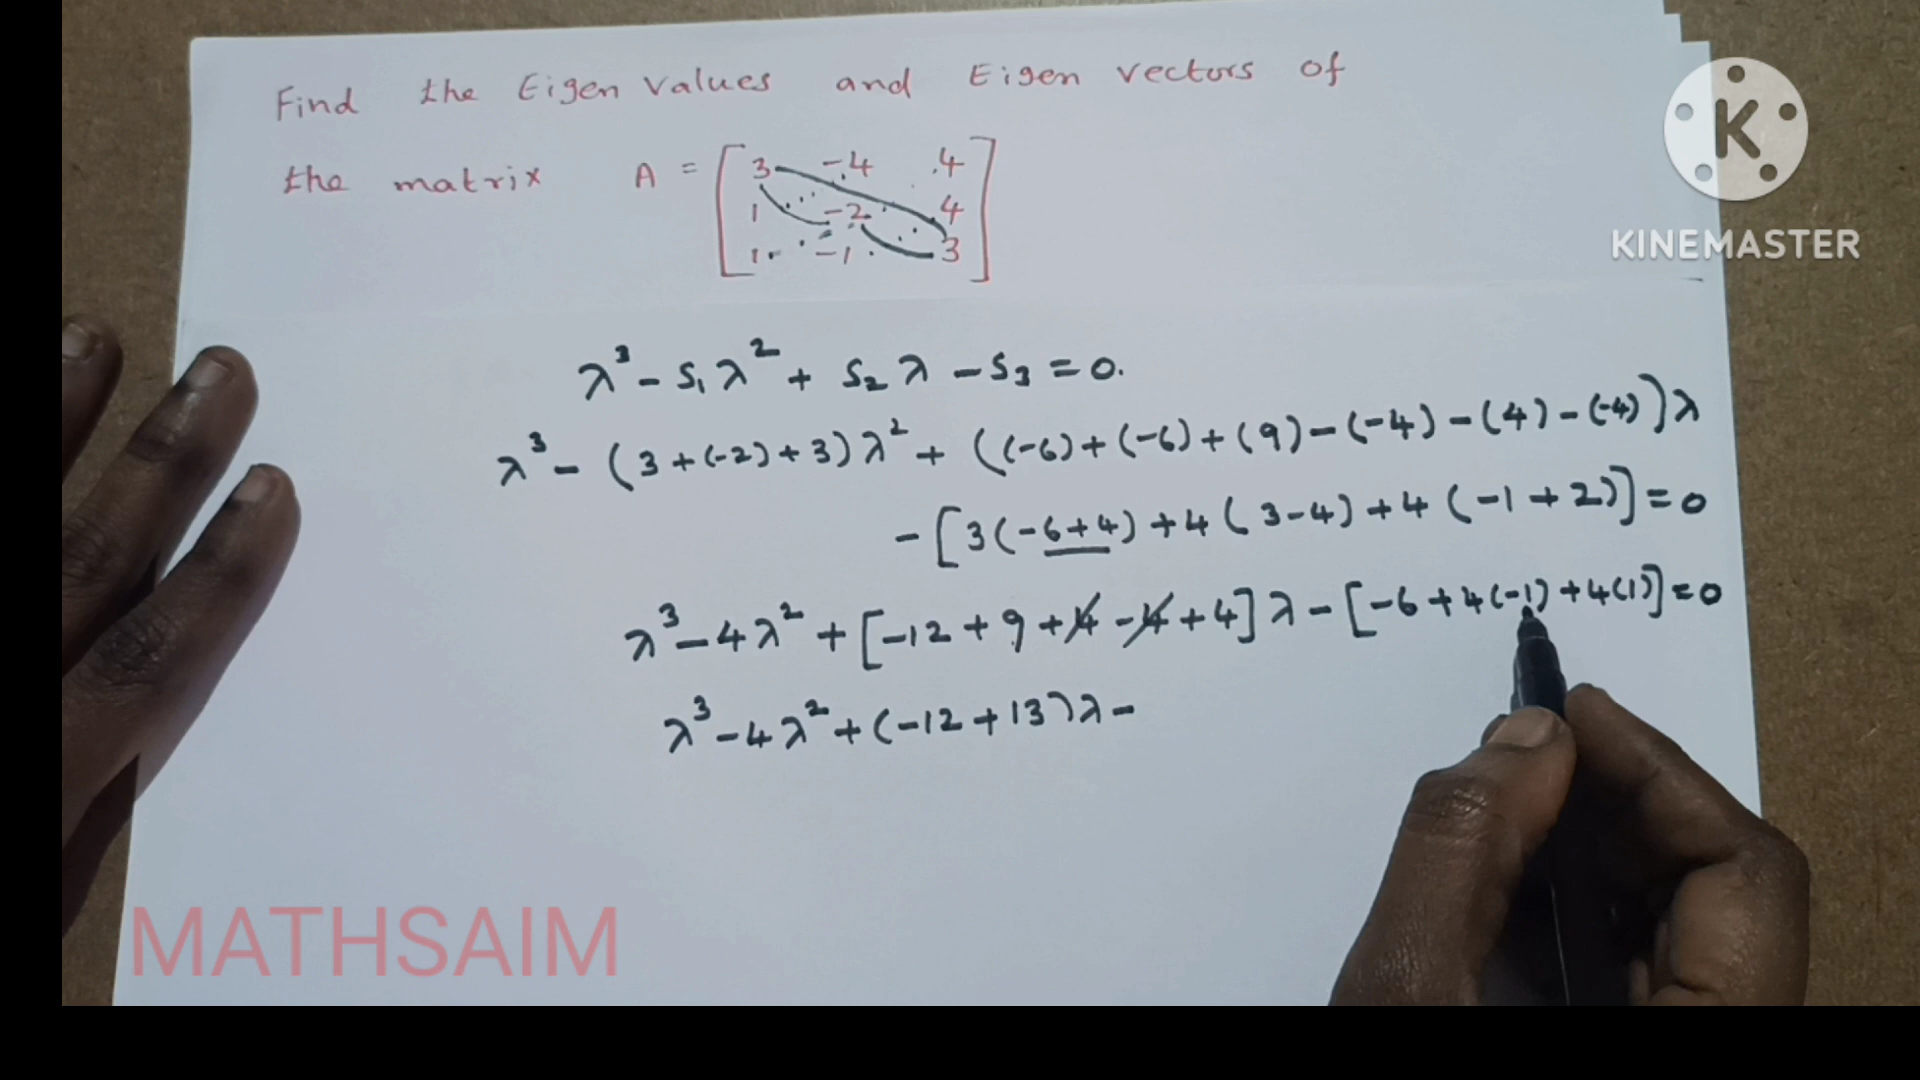 Find the Eigen values and Eigen vectors of
the matrix A = [3 -4 4
1 -2 4
1 -1 3]
K
KINEMASTER
λ³ - S₁λ² + S₂λ - S₃ = 0.
λ³ - (3+(-2)+3)λ² + ((-6)+(-6)+(9)-(-4)-(4)-(-4))λ
- [3(-6+4) +4(3-4) +4(-1+2)] = 0
λ³ - 4λ² + [-12+9+4-4+4]λ - [-6+4(-1)+4(1)] = 0
λ³ - 4λ² + (-12+13)λ -
MATHSAIM